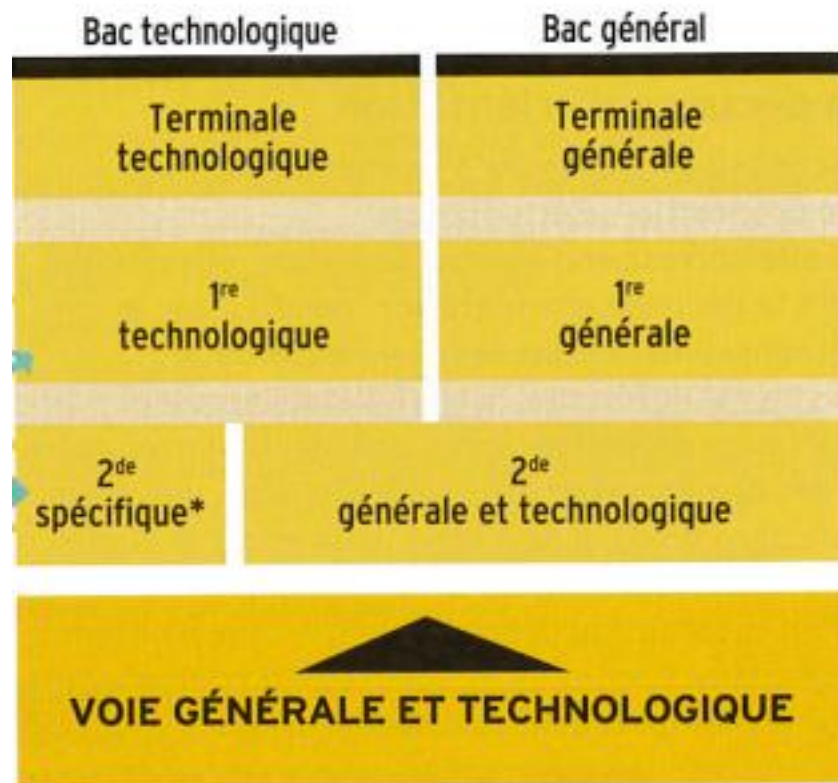 Bac technologique
Bac général
Terminale
technologique
Terminale
générale
1re
technologique
1re
générale
2de
spécifique*
2de
générale et technologique
VOIE GÉNÉRALE ET TECHNOLOGIQUE